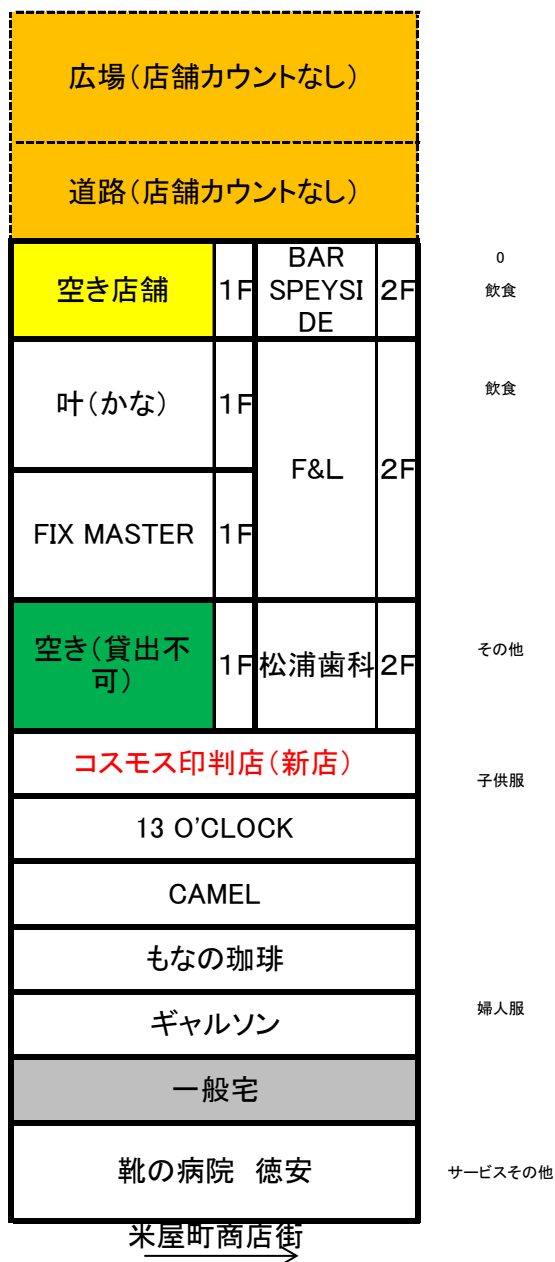 広場(店舗カウントなし)
道路(店舗カウントなし)
空き店舗
1F
BAR
SPEYSI
DE
2F
0
飲食
叶(かな)
1F
F&L
2F
飲食
FIX MASTER
1F
空き(貸出不
可)
1F
松浦歯科
2F
その他
コスモス印判店(新店)
子供服
13 O'CLOCK
CAMEL
もなの珈琲
ギャルソン
婦人服
一般宅
靴の病院 徳安
サービスその他
米屋町商店街